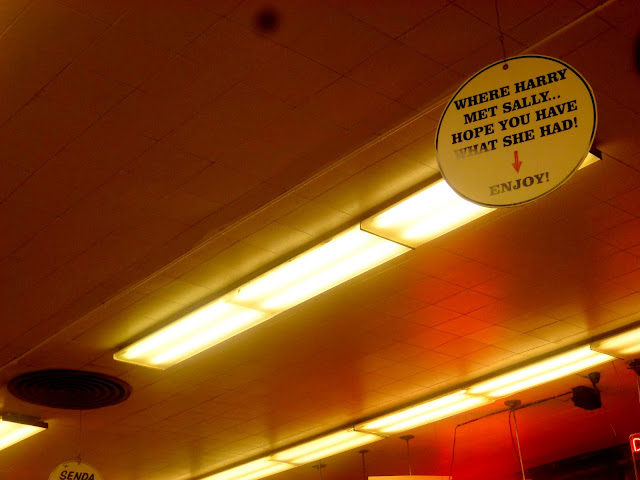 WHERE HARRY
MET SALLY...
HOPE YOU HAVE
WHAT SHE HAD!
ENJOY!
SENDA